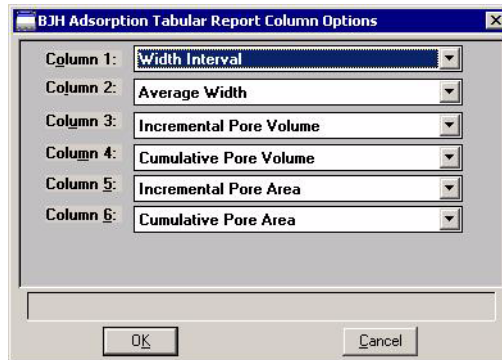 BJH Adsorption Tabular Report Column Options
Column 1: Width Interval
Column 2: Average Width
Column 3: Incremental Pore Volume
Column 4: Cumulative Pore Volume
Column 5: Incremental Pore Area
Column 6: Cumulative Pore Area
OK Cancel